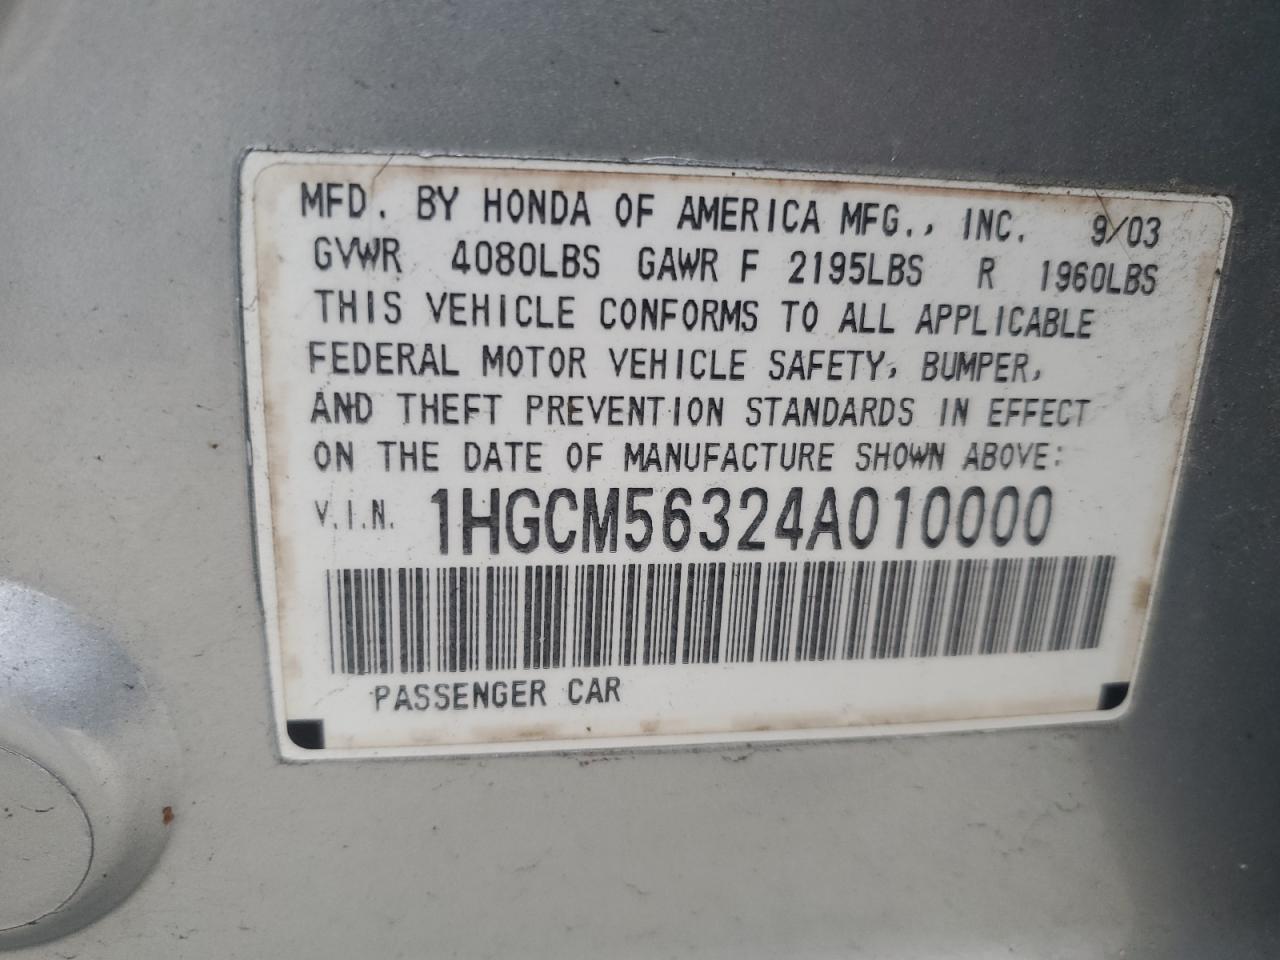 MFD. BY HONDA OF AMERICA MFG., INC. 9/03
GVWR 4080LBS GAWR F 2195LBS R 1960LBS
THIS VEHICLE CONFORMS TO ALL APPLICABLE
FEDERAL MOTOR VEHICLE SAFETY, BUMPER,
AND THEFT PREVENTION STANDARDS IN EFFECT
ON THE DATE OF MANUFACTURE SHOWN ABOVE:
V.I.N. 1HGCM56324A010000
PASSENGER CAR